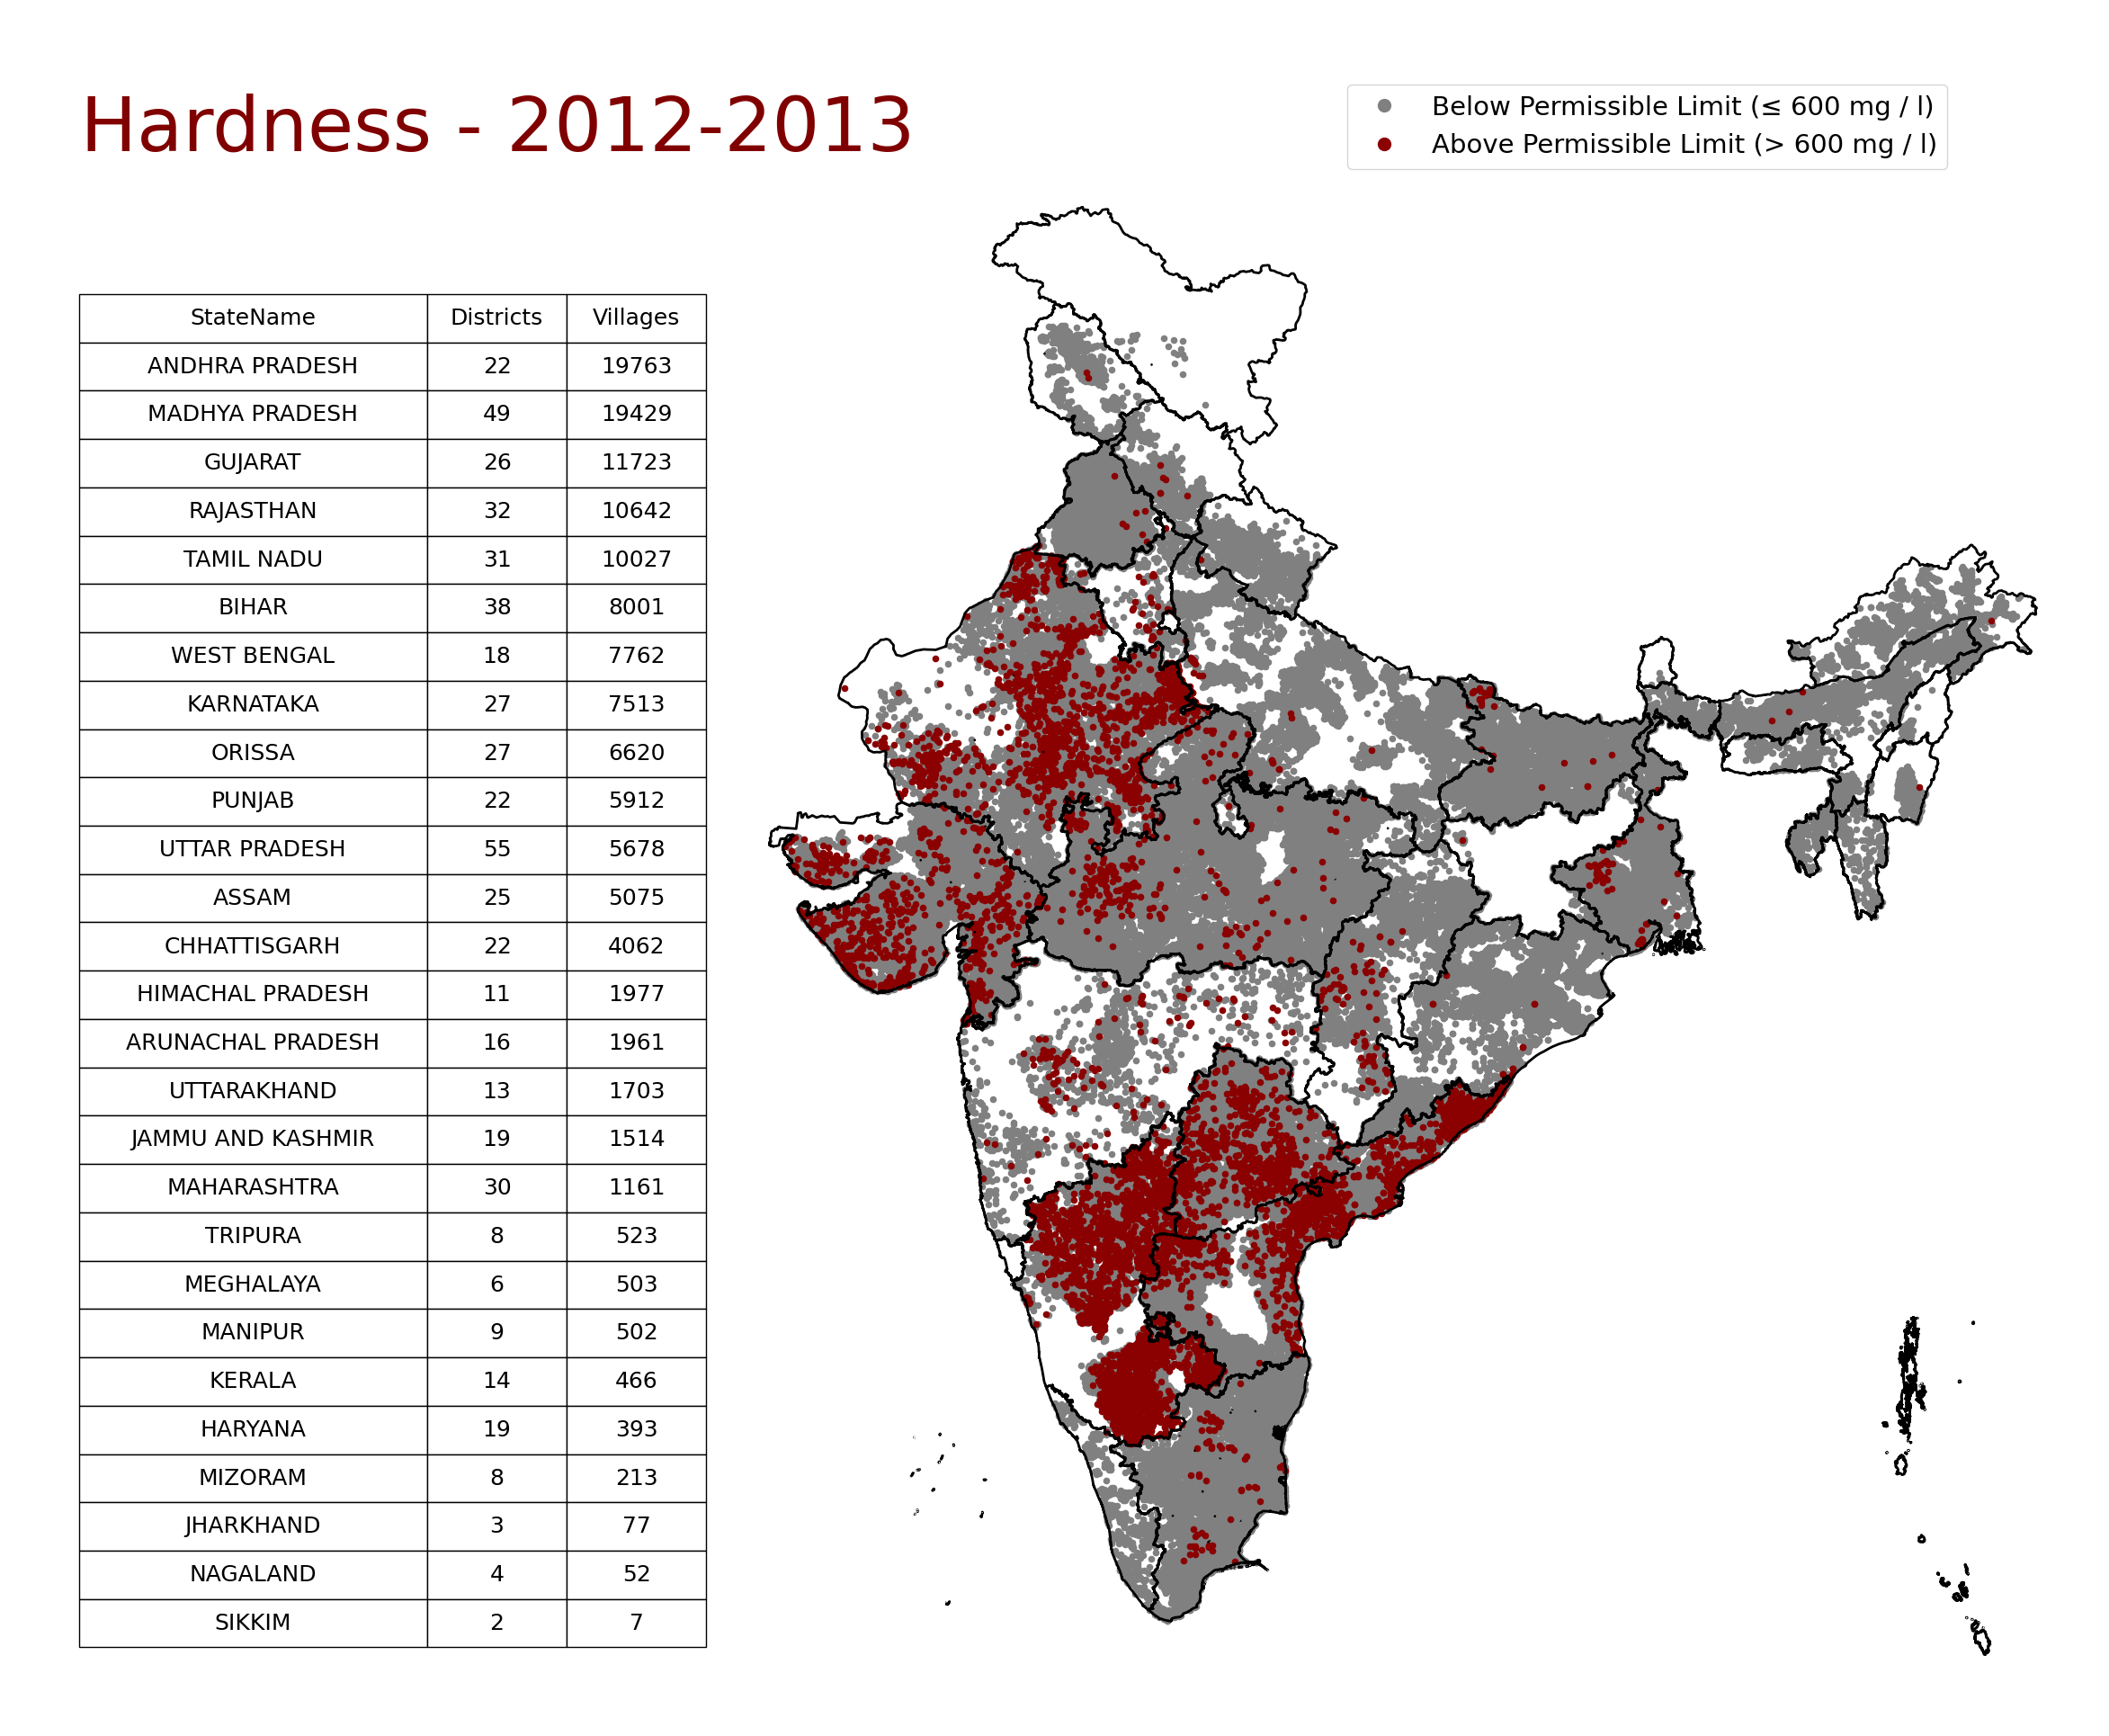 Hardness - 2012-2013
Below Permissible Limit (≤ 600 mg / l)
Above Permissible Limit (> 600 mg / l)
StateName Districts Villages
ANDHRA PRADESH 22 19763
MADHYA PRADESH 49 19429
GUJARAT 26 11723
RAJASTHAN 32 10642
TAMIL NADU 31 10027
BIHAR 38 8001
WEST BENGAL 18 7762
KARNATAKA 27 7513
ORISSA 27 6620
PUNJAB 22 5912
UTTAR PRADESH 55 5678
ASSAM 25 5075
CHHATTISGARH 22 4062
HIMACHAL PRADESH 11 1977
ARUNACHAL PRADESH 16 1961
UTTARAKHAND 13 1703
JAMMU AND KASHMIR 19 1514
MAHARASHTRA 30 1161
TRIPURA 8 523
MEGHALAYA 6 503
MANIPUR 9 502
KERALA 14 466
HARYANA 19 393
MIZORAM 8 213
JHARKHAND 3 77
NAGALAND 4 52
SIKKIM 2 7